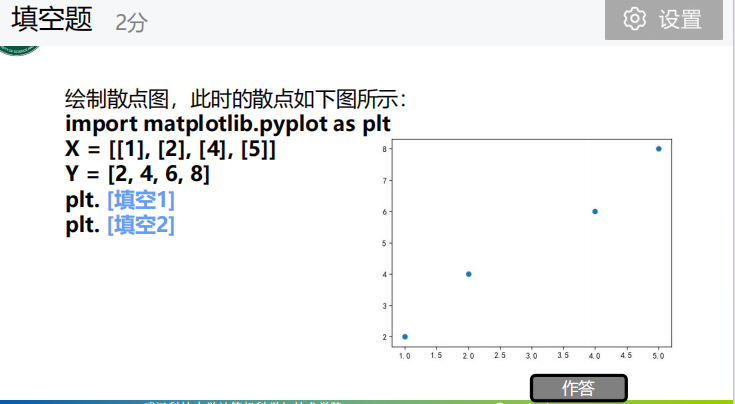 填空题 2分
设置
绘制散点图，此时的散点如下图所示：
import matplotlib.pyplot as plt
X = [[1], [2], [4], [5]]
Y = [2, 4, 6, 8]
plt. [填空1]
plt. [填空2]
8
7
6
5
4
3
2
1.0 1.5 2.0 2.5 3.0 3.5 4.0 4.5 5.0
作答